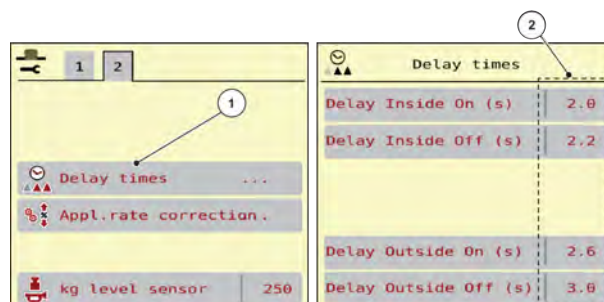 2
1 2
Delay times
1
Delay Inside On (s) 2.0
Delay Inside Off (s) 2.2
Delay times ...
Appl.rate correction.
Delay Outside On (s) 2.6
kg level sensor 250
Delay Outside Off (s) 3.0